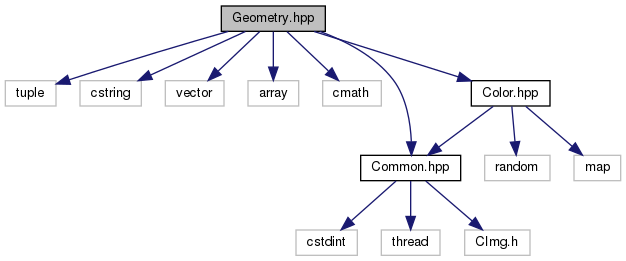 Geometry.hpp
tuple
cstring
vector
array
cmath
Color.hpp
Common.hpp
random
map
cstdint
thread
CImg.h